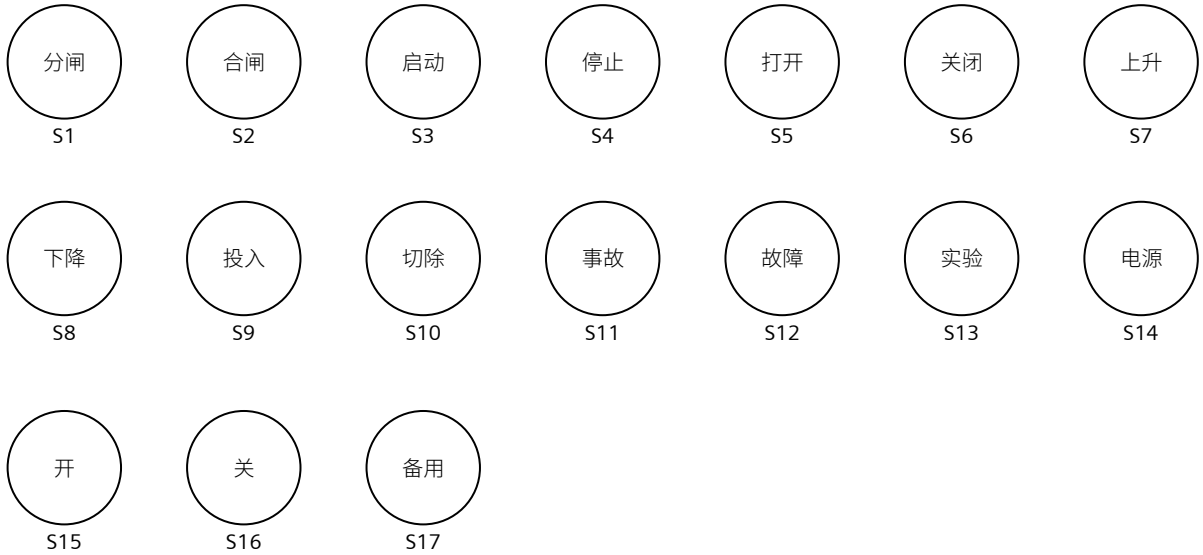 分闸 合闸 启动 停止 打开 关闭 上升
S1 S2 S3 S4 S5 S6 S7
下降 投入 切除 事故 故障 实验 电源
S8 S9 S10 S11 S12 S13 S14
开 关 备用
S15 S16 S17